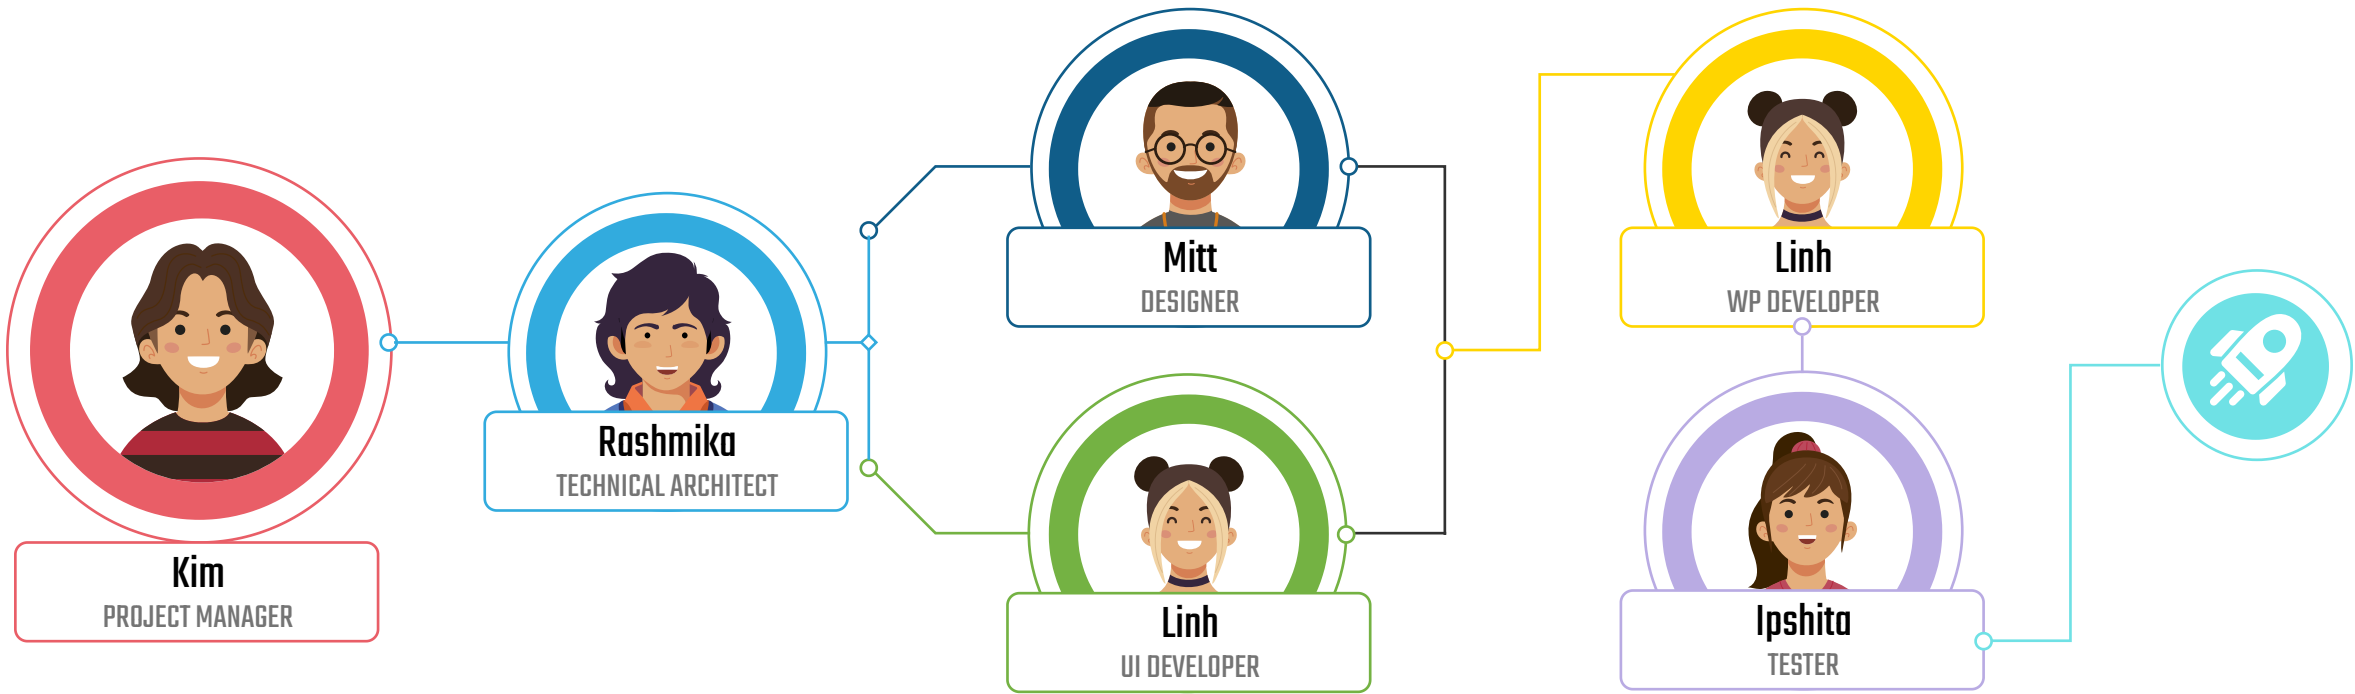 Kim
PROJECT MANAGER
Rashmika
TECHNICAL ARCHITECT
Mitt
DESIGNER
Linh
UI DEVELOPER
Linh
WP DEVELOPER
Ipshita
TESTER